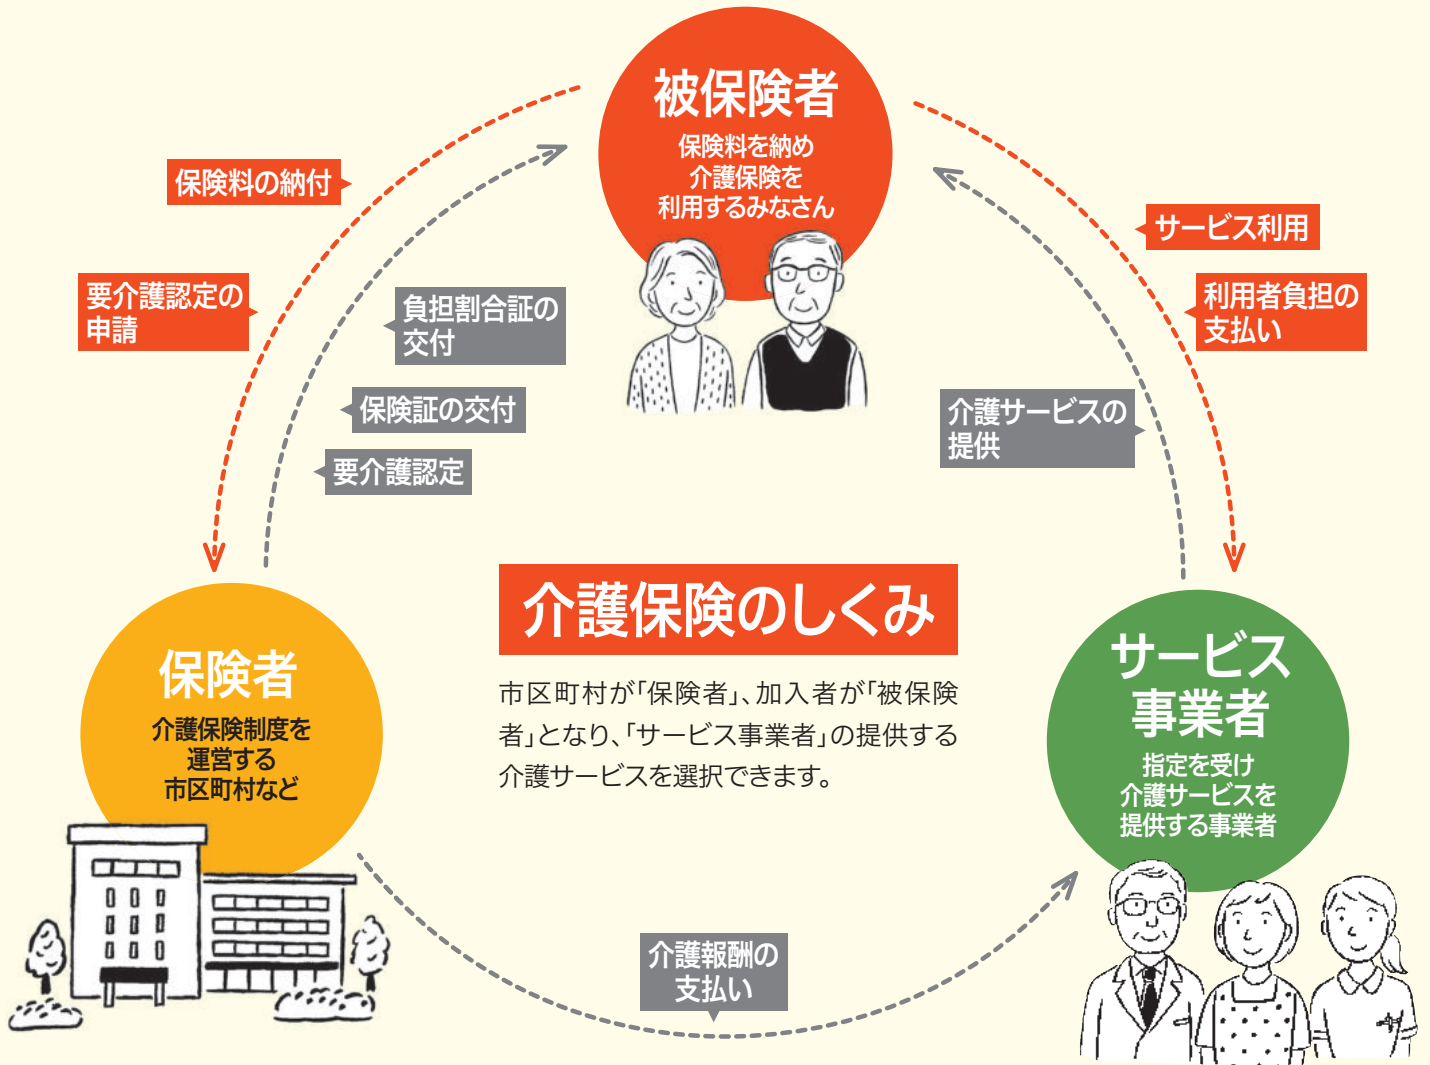 被保険者
保険料を納め
介護保険を
利用するみなさん
保険料の納付
要介護認定の
申請
負担割合証の
交付
保険証の交付
要介護認定
サービス利用
利用者負担の
支払い
介護サービスの
提供
介護保険のしくみ
市区町村が「保険者」、加入者が「被保険
者」となり、「サービス事業者」の提供する
介護サービスを選択できます。
保険者
介護保険制度を
運営する
市区町村など
サービス
事業者
指定を受け
介護サービスを
提供する事業者
介護報酬の
支払い